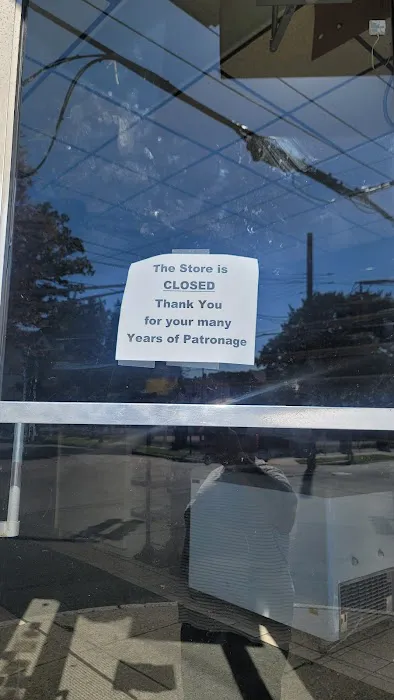 The Store is
CLOSED
Thank You
for your many
Years of Patronage